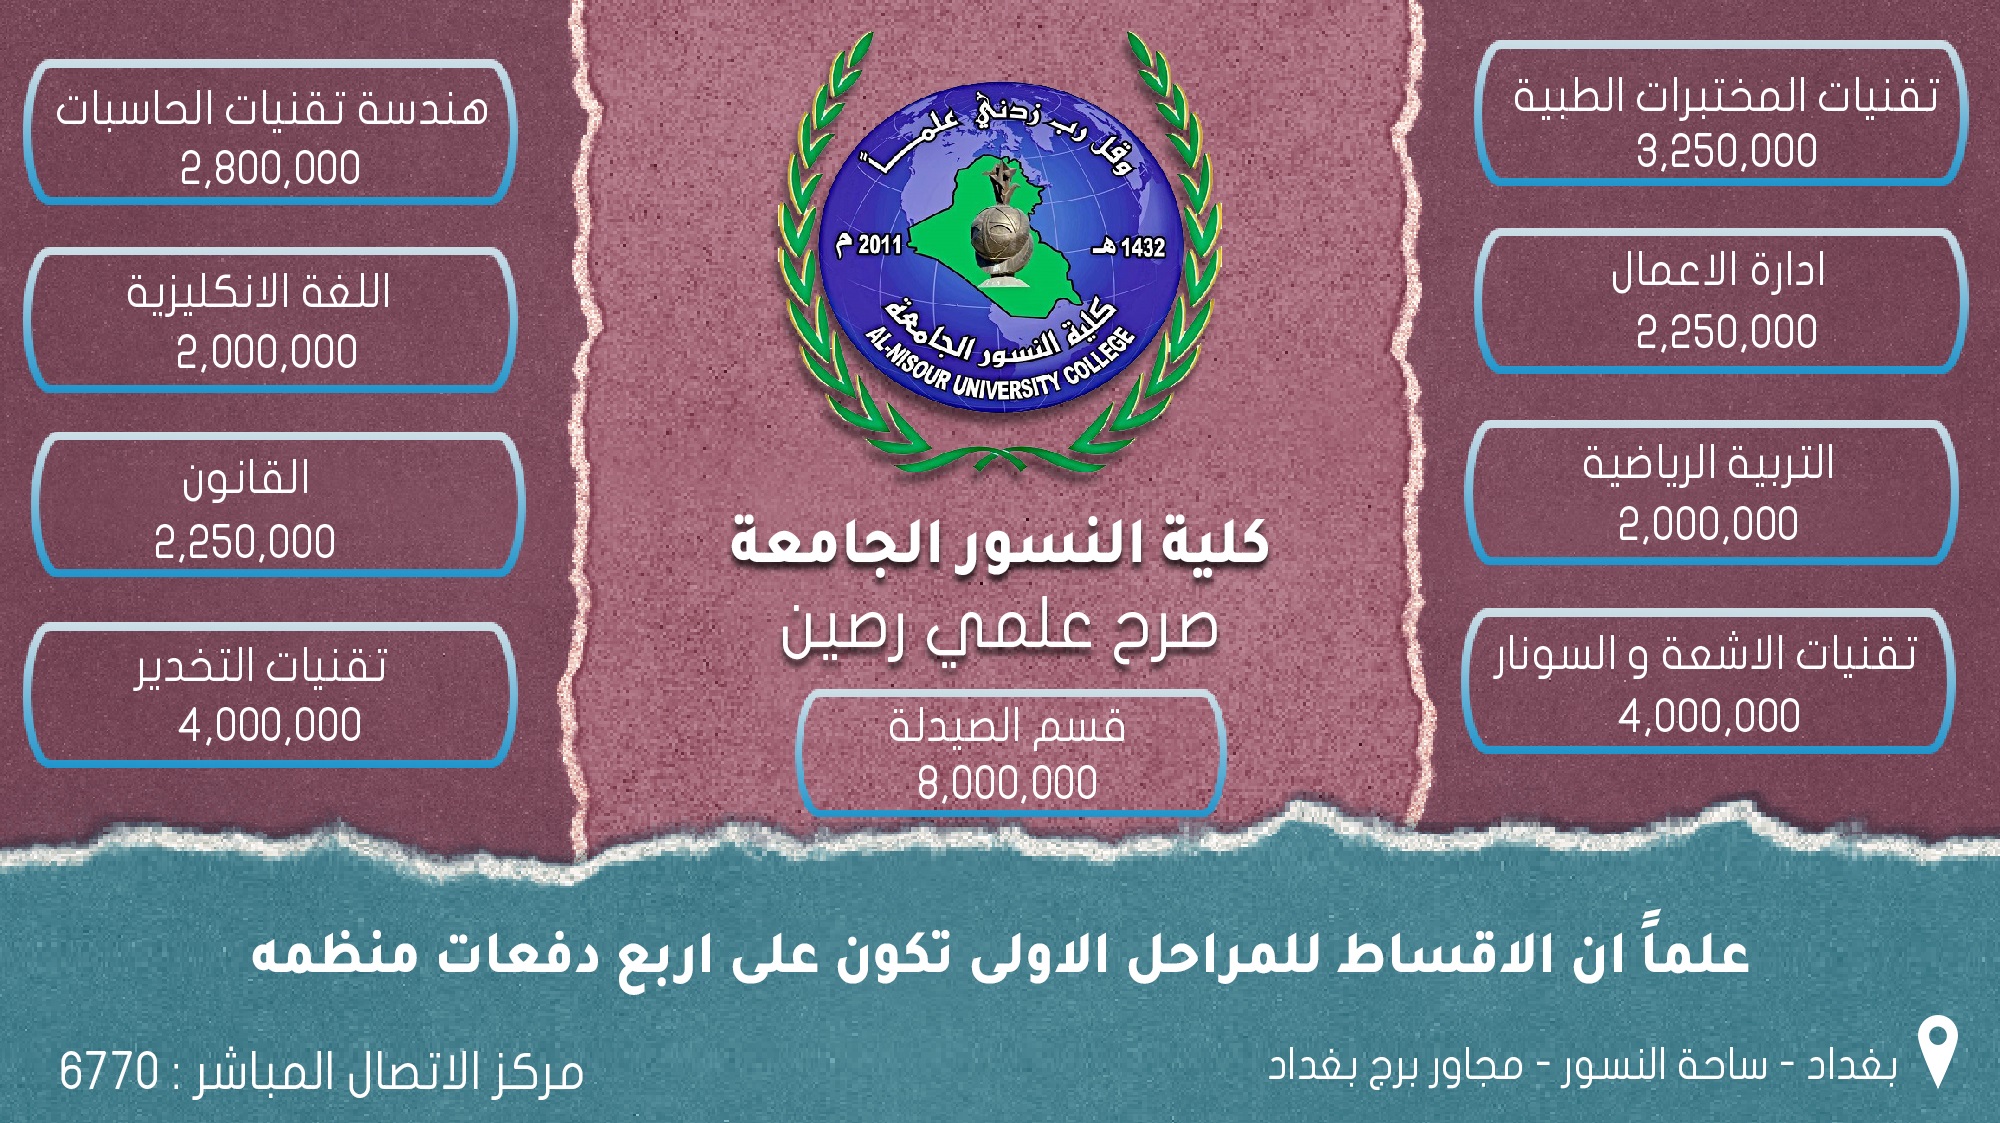 وقل رب زدني علمـــاً
1432 هـ
2011 م
كلية النسور الجامعة
AL-NISOUR UNIVERSITY COLLEGE
كلية النسور الجامعة
صرح علمي رصين
قسم الصيدلة
8,000,000
تقنيات المختبرات الطبية
3,250,000
ادارة الاعمال
2,250,000
التربية الرياضية
2,000,000
تقنيات الاشعة و السونار
4,000,000
هندسة تقنيات الحاسبات
2,800,000
اللغة الانكليزية
2,000,000
القانون
2,250,000
تقنيات التخدير
4,000,000
علماً ان الاقساط للمراحل الاولى تكون على اربع دفعات منظمه
بغداد - ساحة النسور - مجاور برج بغداد
مركز الاتصال المباشر : 6770